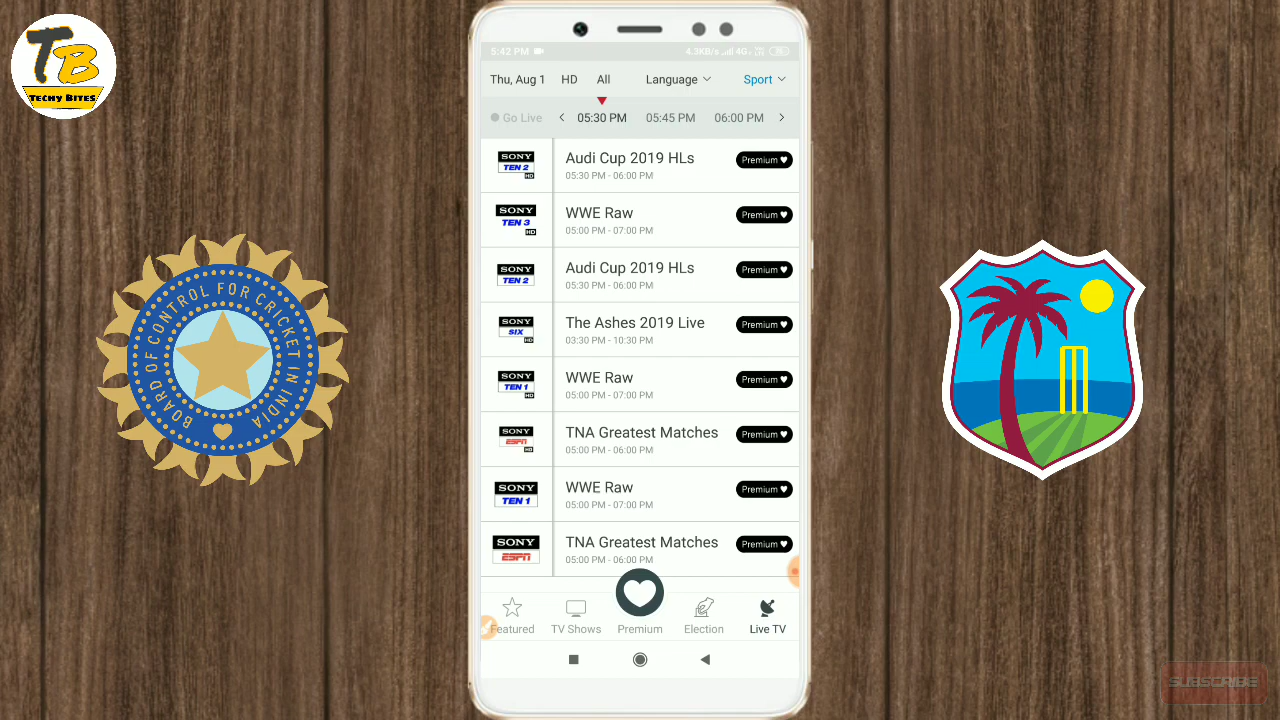 TB
TECHY BITES
BOARD OF CONTROL FOR CRICKET IN INDIA
5:42 PM 4.3KB/s 4G
Thu, Aug 1 HD All Language Sport
Go Live 05:30 PM 05:45 PM 06:00 PM
SONY TEN 2 HD
Audi Cup 2019 HLs
05:30 PM - 06:00 PM
Premium
SONY TEN 3 HD
WWE Raw
05:00 PM - 07:00 PM
Premium
SONY TEN 2
Audi Cup 2019 HLs
05:30 PM - 06:00 PM
Premium
SONY SIX HD
The Ashes 2019 Live
03:30 PM - 10:30 PM
Premium
SONY TEN 1 HD
WWE Raw
05:00 PM - 07:00 PM
Premium
SONY ESPN HD
TNA Greatest Matches
05:00 PM - 06:00 PM
Premium
SONY TEN 1
WWE Raw
05:00 PM - 07:00 PM
Premium
SONY ESPN
TNA Greatest Matches
05:00 PM - 06:00 PM
Premium
Featured TV Shows Premium Election Live TV
SUBSCRIBE